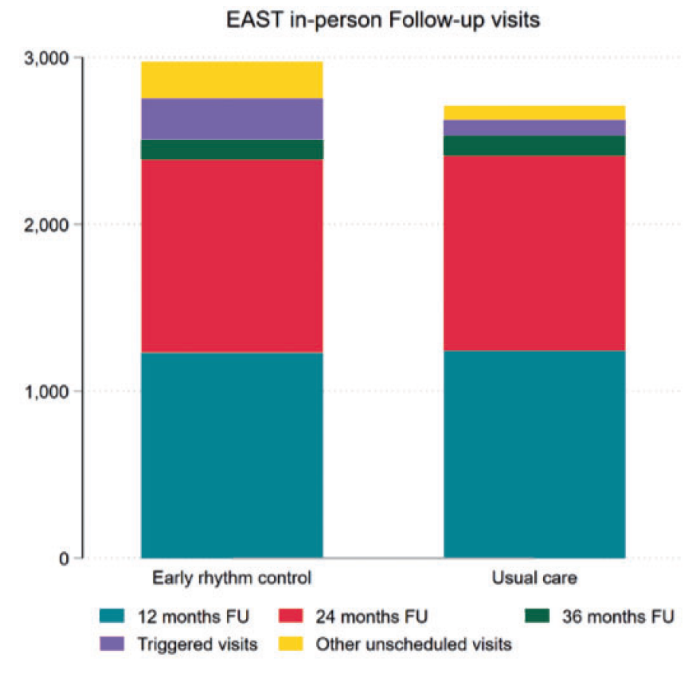 EAST in-person Follow-up visits
3,000
2,000
1,000
0
Early rhythm control Usual care
12 months FU 24 months FU 36 months FU
Triggered visits Other unscheduled visits